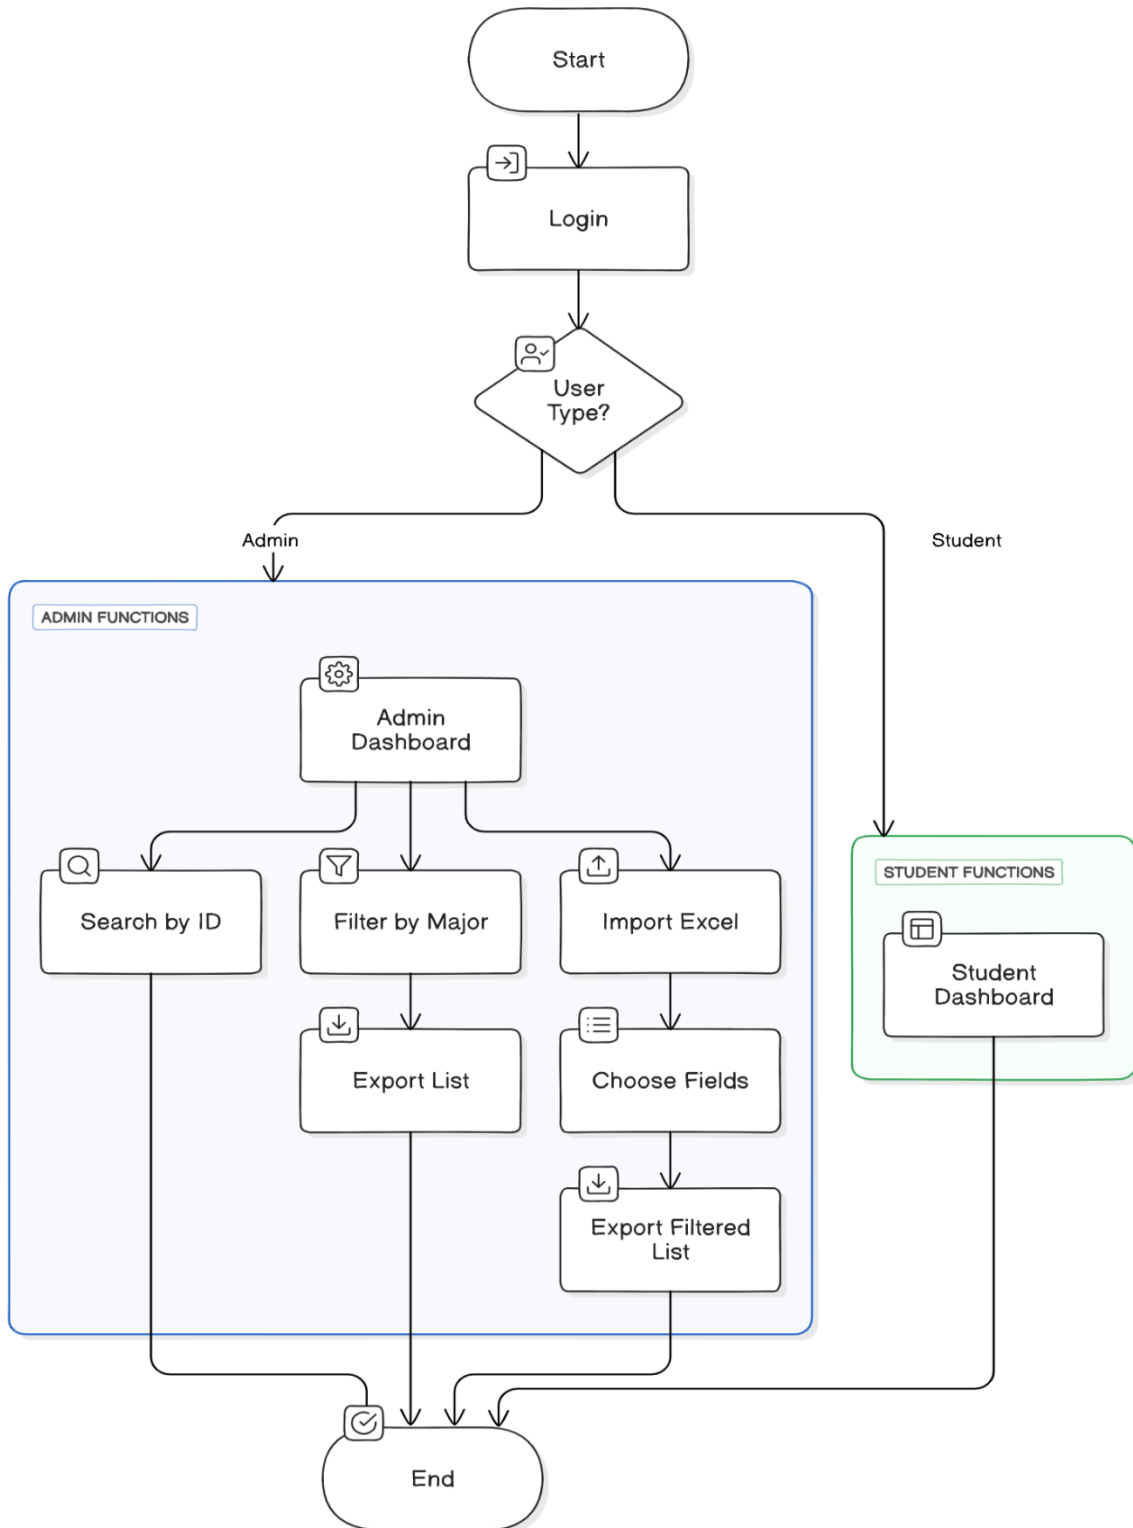 Start
Login
User
Type?
Admin
Student
ADMIN FUNCTIONS
Admin
Dashboard
Search by ID
Filter by Major
Import Excel
STUDENT FUNCTIONS
Student
Dashboard
Export List
Choose Fields
Export Filtered
List
End